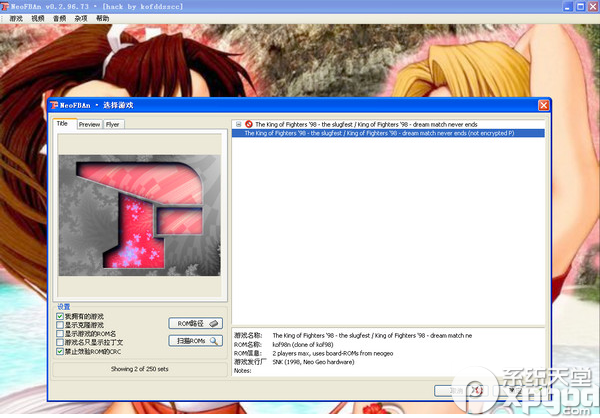 NeoFBAn v0.2.96.73 • [hack by kofddsscc]
游戏 视频 音频 杂项 帮助
NeoFBAn • 选择游戏
Title Preview Flyer
The King of Fighters '98 - the slugfest / King of Fighters '98 - dream match never ends
The King of Fighters '98 - the slugfest / King of Fighters '98 - dream match never ends (not encrypted P)
设置
我拥有的游戏
显示克隆游戏
显示游戏的ROM名
游戏名只显示拉丁文
禁止效验ROM的CRC
ROM路径
扫描ROMs
Showing 2 of 250 sets
游戏名称: The King of Fighters '98 - the slugfest / King of Fighters '98 - dream match ne
ROM名称: kof98n (clone of kof98)
ROM信息: 2 players max, uses board-ROMs from neogeo
游戏发行厂 SNK (1998, Neo Geo hardware)
Notes:
系统天堂